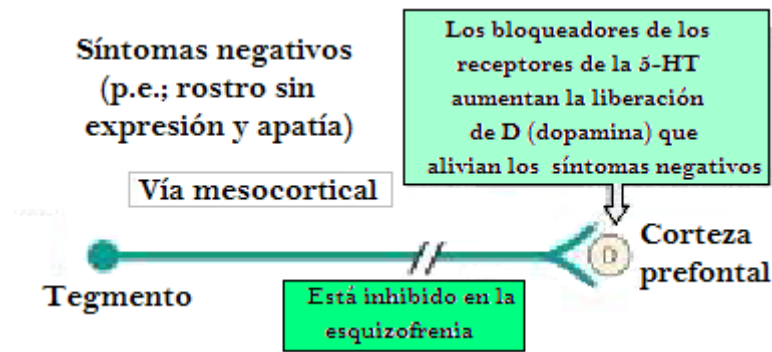 Síntomas negativos
(p.e.; rostro sin
expresión y apatía)
Los bloqueadores de los
receptores de la 5-HT
aumentan la liberación
de D (dopamina) que
alivian los síntomas negativos
Vía mesocortical
D
Corteza
prefontal
Tegmento
Está inhibido en la
esquizofrenia